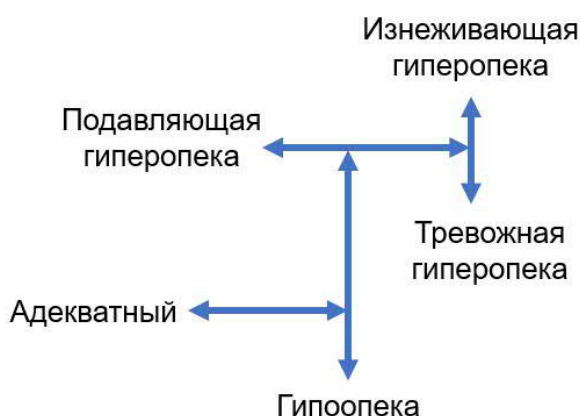 Изнеживающая
гиперопека
Подавляющая
гиперопека
Тревожная
гиперопека
Адекватный
Гипоопека